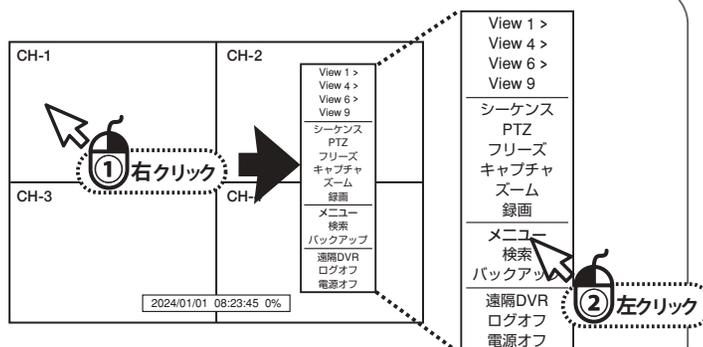 CH-1
CH-2
CH-3
CH-4
① 右クリック
View 1 >
View 4 >
View 6 >
View 9
シーケンス
PTZ
フリーズ
キャプチャ
ズーム
録画
メニュー
検索
バックアップ
遠隔DVR
ログオフ
電源オフ
2024/01/01 08:23:45 0%
View 1 >
View 4 >
View 6 >
View 9
シーケンス
PTZ
フリーズ
キャプチャ
ズーム
録画
メニュー
検索
バックアップ
遠隔DVR
ログオフ
電源オフ
② 左クリック